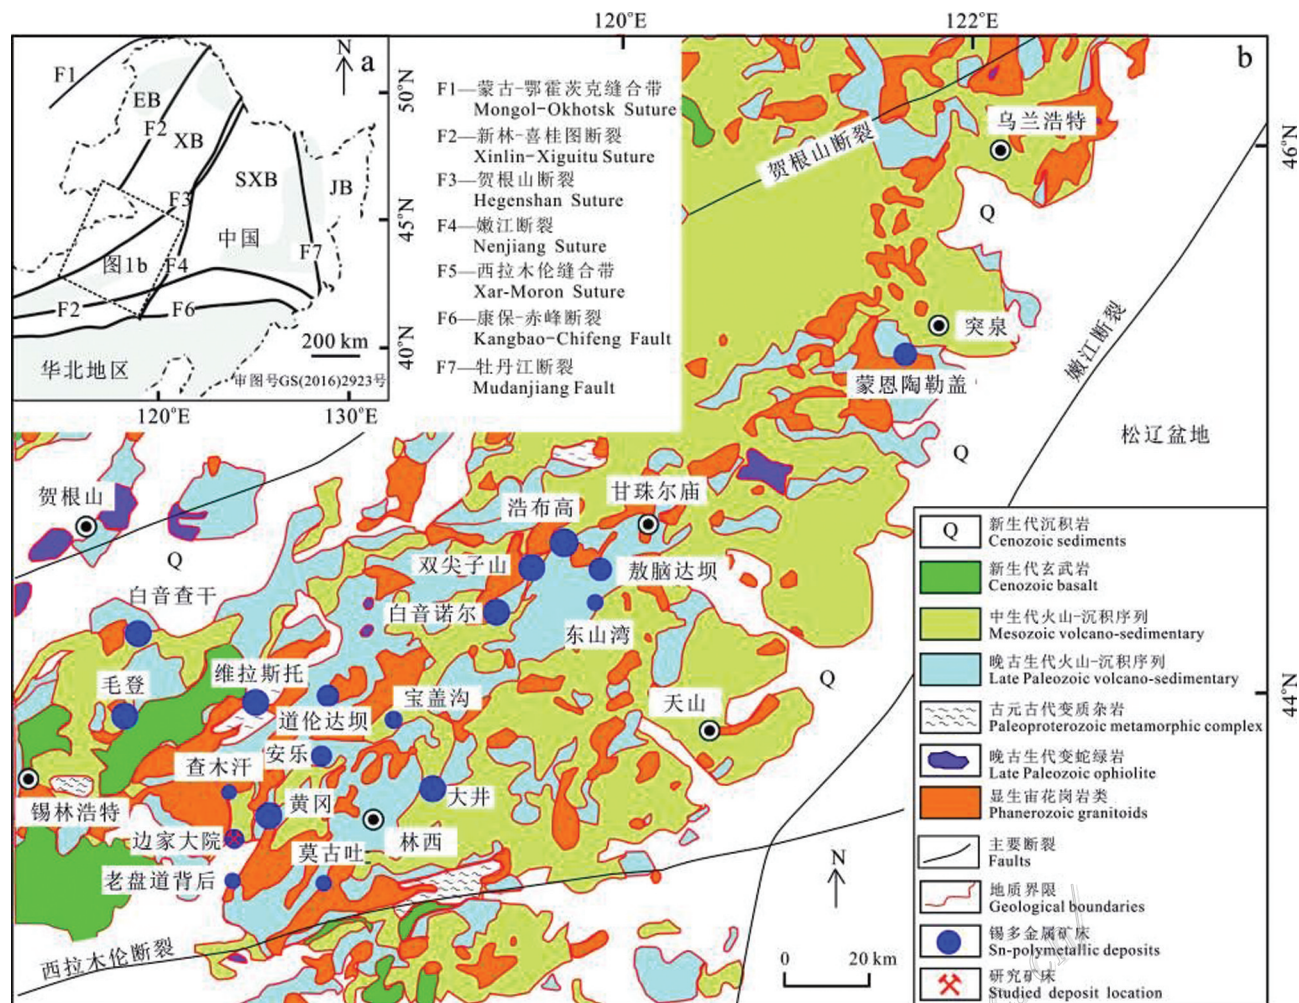 120°E
122°E
N
a
b
F1
EB
F2
XB
SXB
JB
F3
中国
F7
图1b
F4
F2
F6
200 km
华北地区
审图号GS(2016)2923号
50°N
45°N
40°N
120°E
130°E
F1—蒙古-鄂霍茨克缝合带
Mongol-Okhotsk Suture
F2—新林-喜桂图断裂
Xinlin-Xiguitu Suture
F3—贺根山断裂
Hegenshan Suture
F4—嫩江断裂
Nenjiang Suture
F5—西拉木伦缝合带
Xar-Moron Suture
F6—康保-赤峰断裂
Kangbao-Chifeng Fault
F7—牡丹江断裂
Mudanjiang Fault
贺根山断裂
乌兰浩特
46°N
Q
突泉
蒙恩陶勒盖
嫩江断裂
松辽盆地
Q
贺根山
Q
甘珠尔庙
浩布高
双尖子山
敖脑达坝
白音查干
白音诺尔
东山湾
维拉斯托
毛登
宝盖沟
道伦达坝
天山
Q
44°N
安乐
查木汗
大井
黄冈
锡林浩特
边家大院
林西
莫古吐
老盘道背后
西拉木伦断裂
N
0
20 km
Q
新生代沉积岩
Cenozoic sediments
新生代玄武岩
Cenozoic basalt
中生代火山-沉积序列
Mesozoic volcano-sedimentary
晚古生代火山-沉积序列
Late Paleozoic volcano-sedimentary
古元古代变质杂岩
Paleoproterozoic metamorphic complex
晚古生代变蛇绿岩
Late Paleozoic ophiolite
显生宙花岗岩类
Phanerozoic granitoids
主要断裂
Faults
地质界限
Geological boundaries
锡多金属矿床
Sn-polymetallic deposits
研究矿床
Studied deposit location